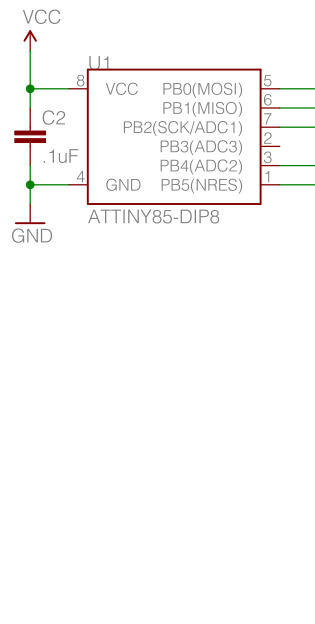 VCC
U1
8
VCC
PB0(MOSI)
5
PB1(MISO)
6
C2
PB2(SCK/ADC1)
7
PB3(ADC3)
2
.1uF
PB4(ADC2)
3
4
GND
PB5(NRES)
1
ATTINY85-DIP8
GND